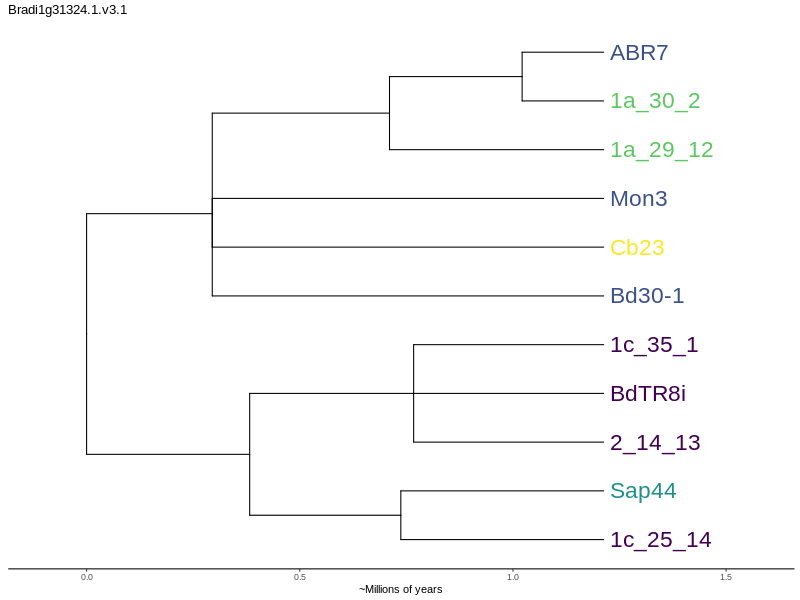 Bradi1g31324.1.v3.1
ABR7
1a_30_2
1a_29_12
Mon3
Cb23
Bd30-1
1c_35_1
BdTR8i
2_14_13
Sap44
1c_25_14
0.0 0.5 1.0 1.5
~Millions of years